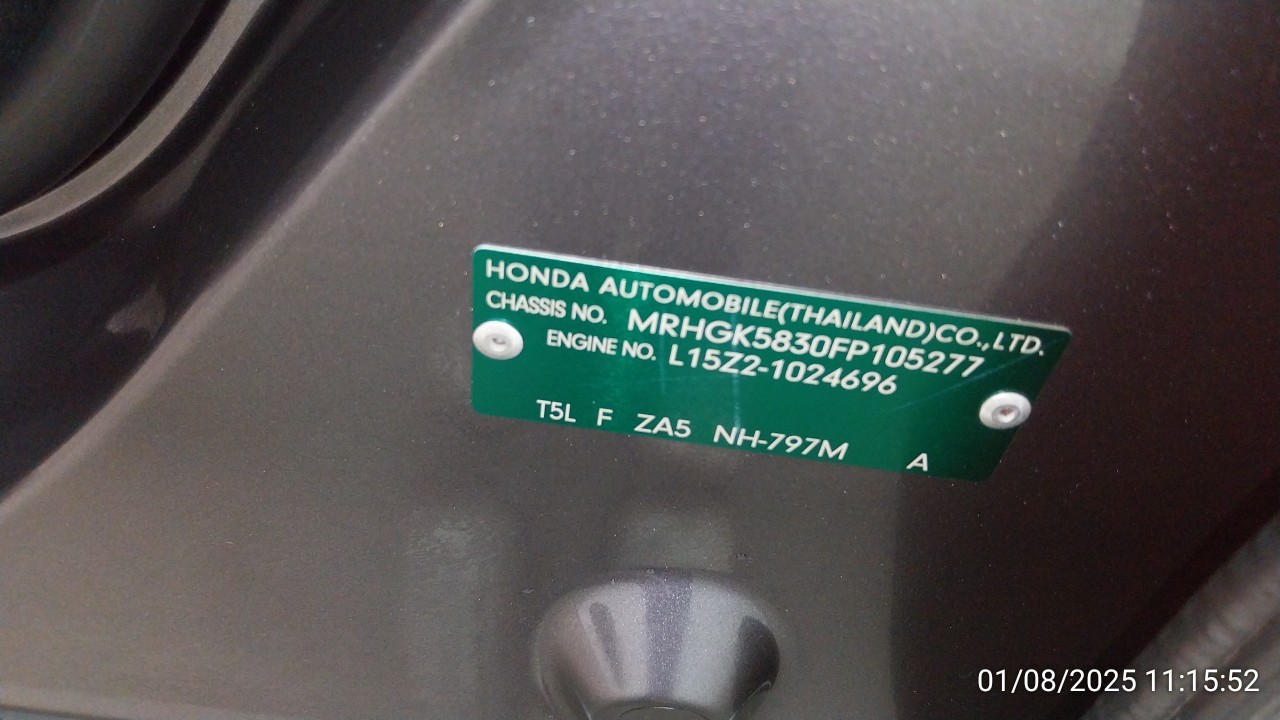 HONDA AUTOMOBILE(THAILAND)CO.,LTD.
CHASSIS NO. MRHGK5830FP105277
ENGINE NO. L15Z2-1024696
T5L F ZA5 NH-797M A
01/08/2025 11:15:52